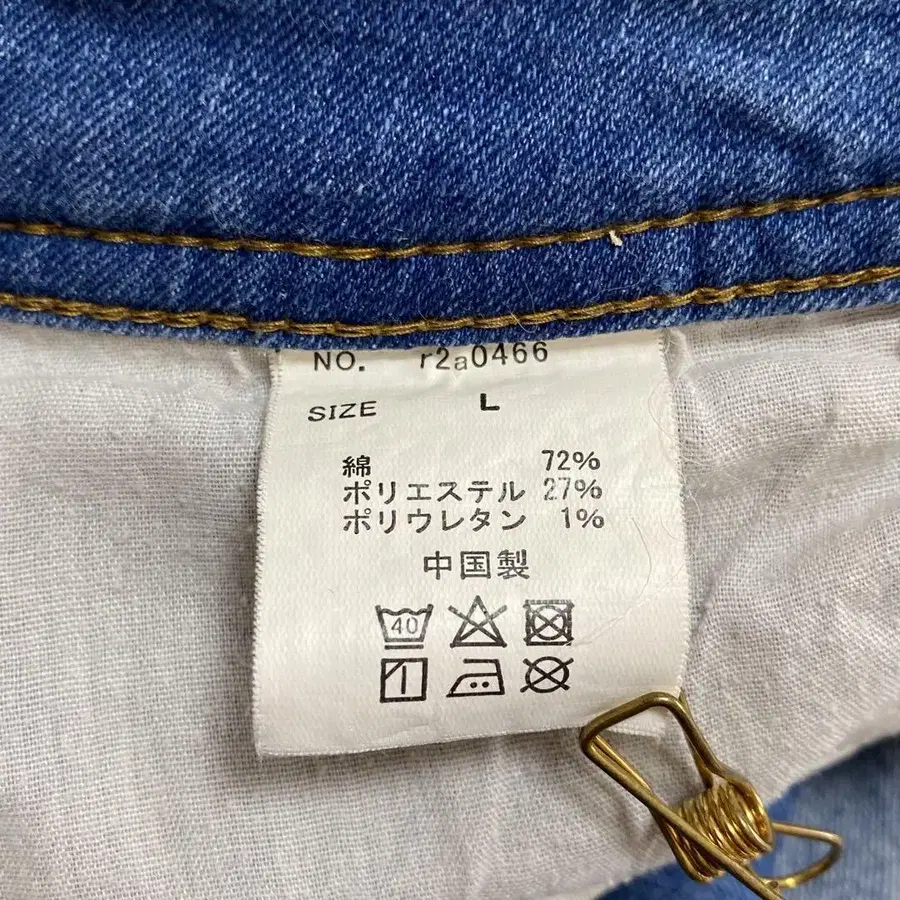 NO. r2a0466
SIZE L
綿 72%
ポリエステル 27%
ポリウレタン 1%
中国製
40